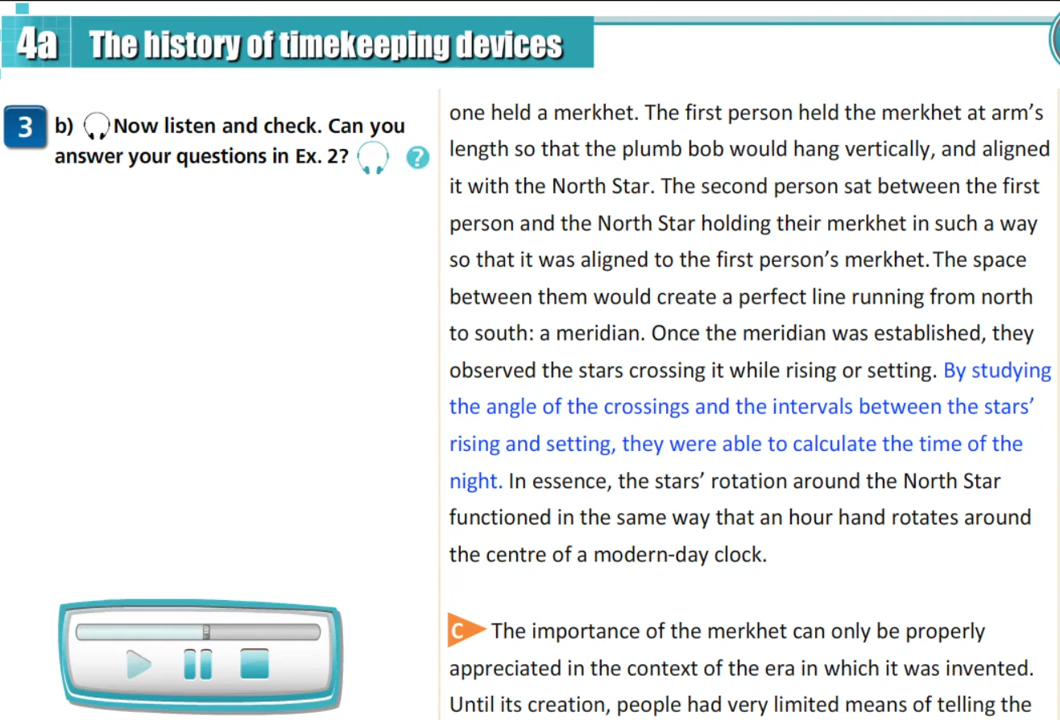 4a The history of timekeeping devices
3 b) Now listen and check. Can you
answer your questions in Ex. 2? ?
one held a merkhet. The first person held the merkhet at arm’s
length so that the plumb bob would hang vertically, and aligned
it with the North Star. The second person sat between the first
person and the North Star holding their merkhet in such a way
so that it was aligned to the first person’s merkhet. The space
between them would create a perfect line running from north
to south: a meridian. Once the meridian was established, they
observed the stars crossing it while rising or setting. By studying
the angle of the crossings and the intervals between the stars’
rising and setting, they were able to calculate the time of the
night. In essence, the stars’ rotation around the North Star
functioned in the same way that an hour hand rotates around
the centre of a modern-day clock.
C The importance of the merkhet can only be properly
appreciated in the context of the era in which it was invented.
Until its creation, people had very limited means of telling the